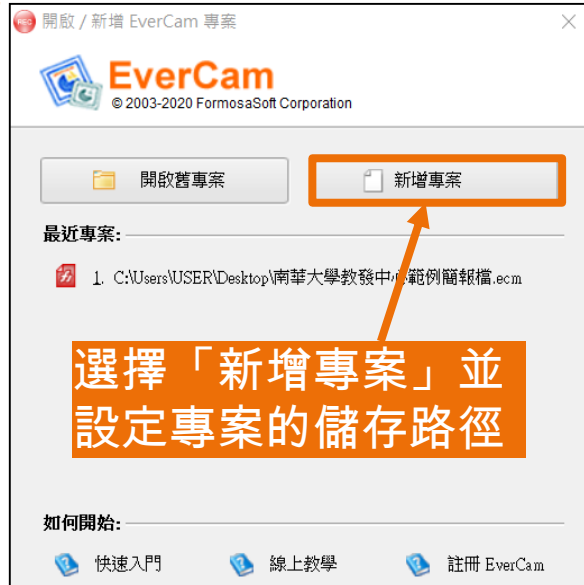 REC 開啟 / 新增 EverCam 專案
EverCam
© 2003-2020 FormosaSoft Corporation
開啟舊專案 新增專案
最近專案:
1. C:\Users\USER\Desktop\南華大學教發中心範例簡報檔.ecm
選擇「新增專案」並
設定專案的儲存路徑
如何開始:
快速入門 線上教學 註冊 EverCam